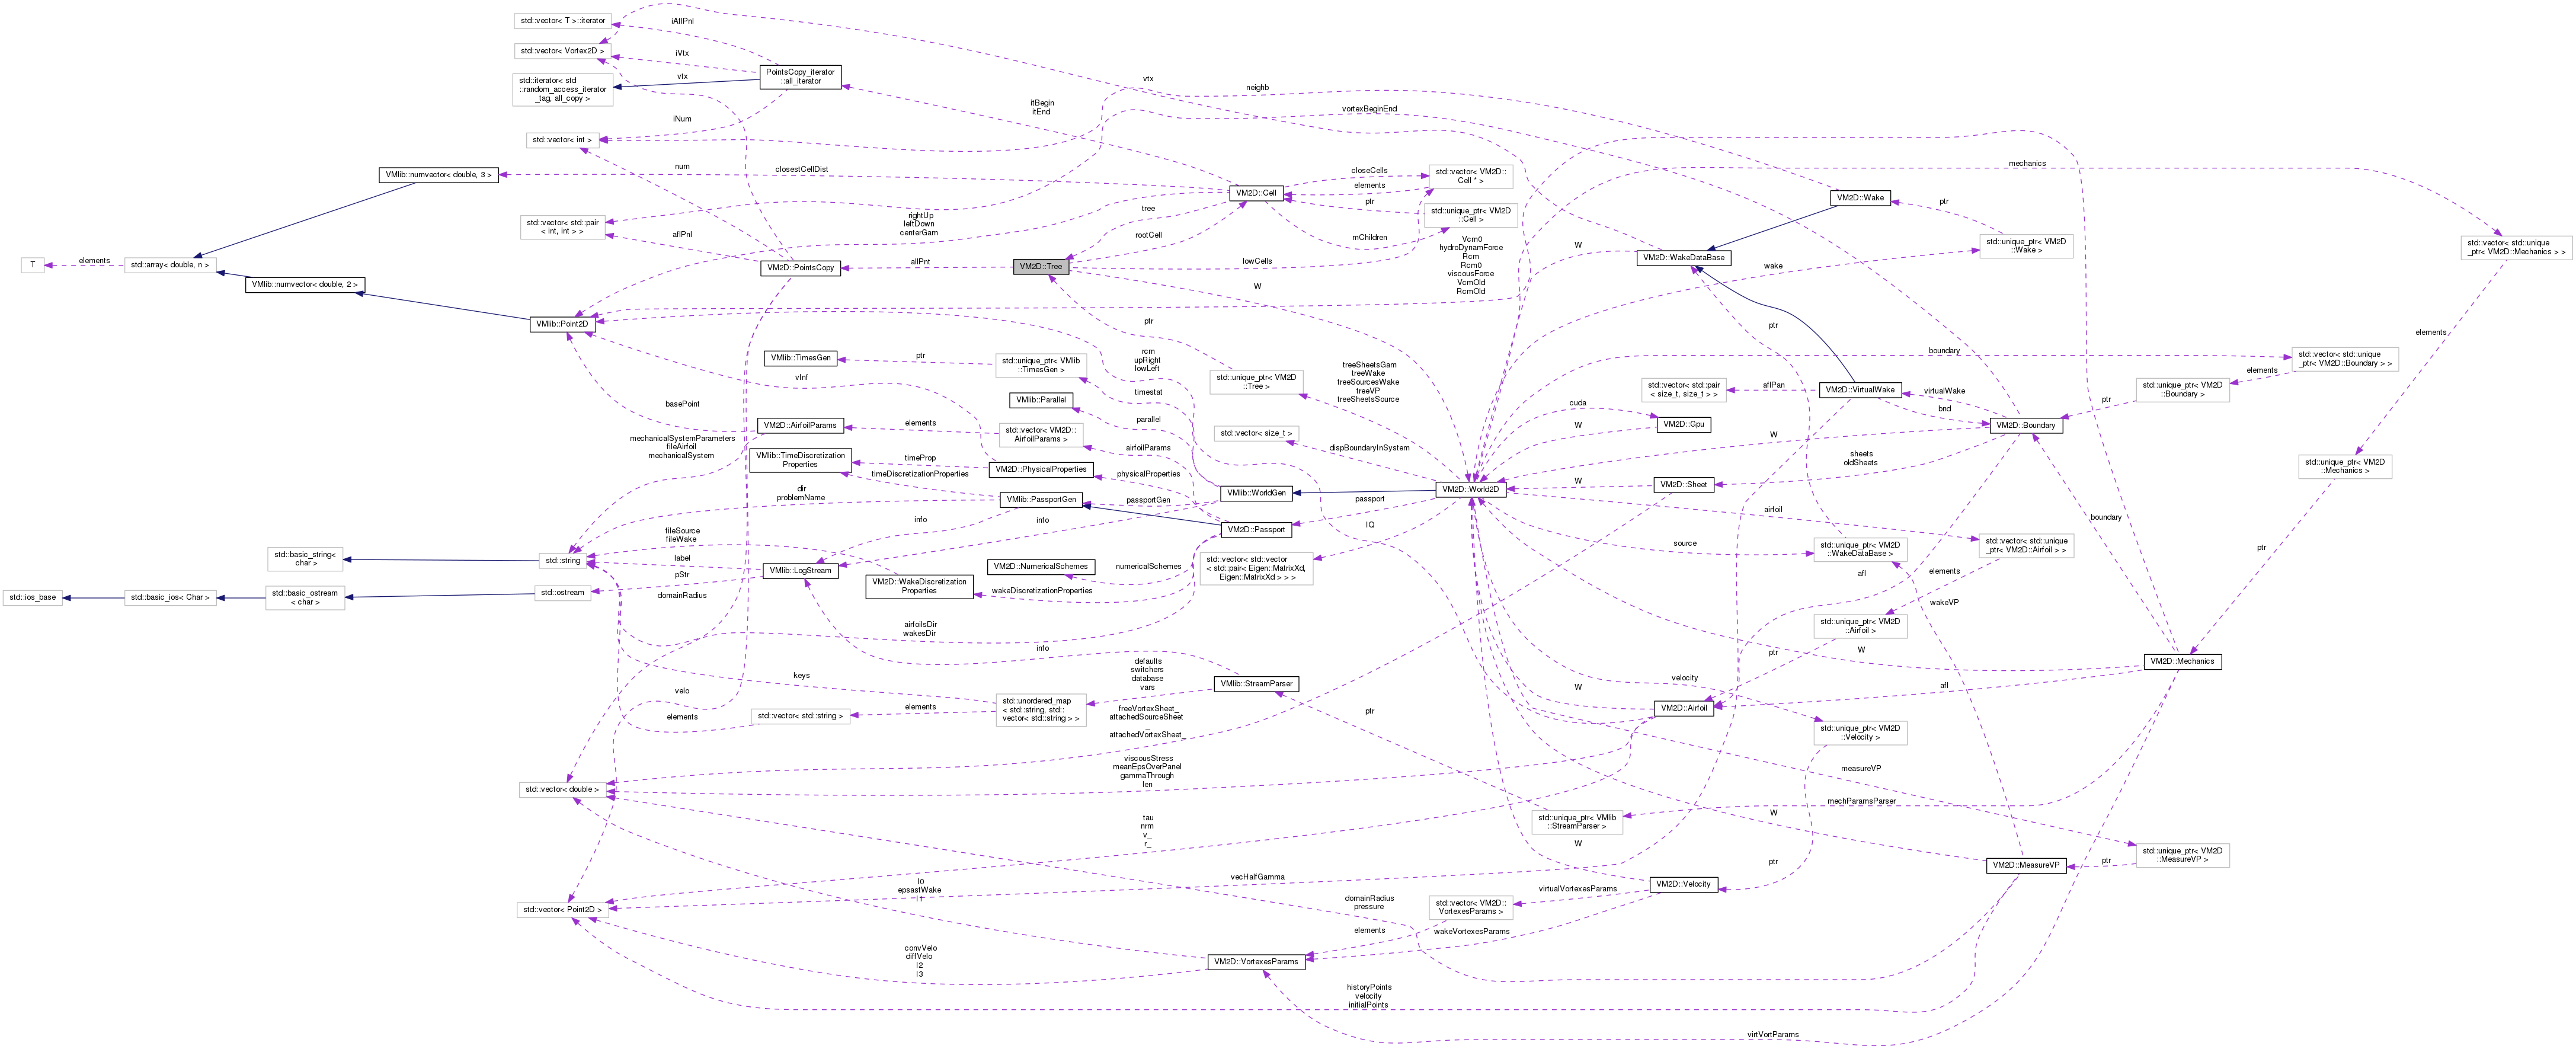 std::vector< T >::iterator
std::vector< Vortex2D >
std::iterator< std
::random_access_iterator
_tag, all_copy >
std::vector< int >
VMlib::numvector< double, 3 >
std::vector< std::pair
< int, int > >
T
elements
std::array< double, n >
VMlib::numvector< double, 2 >
VMlib::Point2D
std::basic_string<
char >
std::string
std::ios_base
std::basic_ios< Char >
std::basic_ostream
< char >
std::ostream
std::vector< double >
std::vector< Point2D >
iAflPnl
iVtx
vtx
iNum
num
closestCellDist
aflPnl
PointsCopy_iterator
::all_iterator
VM2D::PointsCopy
allPnt
rightUp
leftDown
centerGam
itBegin
itEnd
vInf
basePoint
VMlib::TimesGen
ptr
std::unique_ptr< VMlib
::TimesGen >
VMlib::Parallel
VM2D::AirfoilParams
elements
std::vector< VM2D::
AirfoilParams >
mechanicalSystemParameters
fileAirfoil
mechanicalSystem
VMlib::TimeDiscretization
Properties
timeProp
timeDiscretizationProperties
VM2D::PhysicalProperties
dir
problemName
VMlib::PassportGen
info
info
fileSource
fileWake
label
pStr
VMlib::LogStream
domainRadius
VM2D::WakeDiscretization
Properties
VM2D::NumericalSchemes
airfoilsDir
wakesDir
info
keys
velo
elements
std::vector< std::string >
elements
std::unordered_map
< std::string, std::
vector< std::string > >
defaults
switchers
database
vars
VMlib::StreamParser
viscousStress
meanEpsOverPanel
gammaThrough
len
freeVortexSheet_
attachedSourceSheet
_
attachedVortexSheet_
tau
nrm
v_
r_
I0
epsastWake
I1
convVelo
diffVelo
I2
I3
VM2D::VortexesParams
vecHalfGamma
historyPoints
velocity
initialPoints
domainRadius
pressure
VM2D::Tree
tree
rootCell
lowCells
W
ptr
VM2D::Cell
closeCells
elements
ptr
mChildren
std::vector< VM2D::
Cell * >
std::unique_ptr< VM2D
::Cell >
vtx
neighb
vortexBeginEnd
Vcm0
hydroDynamForce
Rcm
Rcm0
viscousForce
VcmOld
RcmOld
rcm
upRight
lowLeft
timestat
parallel
airfoilParams
physicalProperties
passportGen
numericalSchemes
wakeDiscretizationProperties
std::unique_ptr< VM2D
::Tree >
treeSheetsGam
treeWake
treeSourcesWake
treeVP
treeSheetsSource
std::vector< size_t >
dispBoundaryInSystem
VMlib::WorldGen
VM2D::Passport
passport
IQ
std::vector< std::vector
< std::pair< Eigen::MatrixXd,
Eigen::MatrixXd > > >
VM2D::World2D
cuda
W
VM2D::Gpu
W
W
VM2D::Sheet
sheets
oldSheets
W
VM2D::WakeDataBase
VM2D::Wake
ptr
std::unique_ptr< VM2D
::Wake >
wake
mechanics
std::vector< std::unique
_ptr< VM2D::Mechanics > >
elements
std::unique_ptr< VM2D
::Mechanics >
ptr
VM2D::Mechanics
boundary
std::vector< std::unique
_ptr< VM2D::Boundary > >
elements
std::unique_ptr< VM2D
::Boundary >
ptr
ptr
std::vector< std::pair
< size_t, size_t > >
aflPan
VM2D::VirtualWake
virtualWake
bnd
VM2D::Boundary
boundary
source
std::unique_ptr< VM2D
::WakeDataBase >
airfoil
std::vector< std::unique
_ptr< VM2D::Airfoil > >
elements
afl
wakeVP
std::unique_ptr< VM2D
::Airfoil >
ptr
W
afl
velocity
W
VM2D::Airfoil
std::unique_ptr< VM2D
::Velocity >
ptr
ptr
measureVP
mechParamsParser
std::unique_ptr< VMlib
::StreamParser >
W
W
std::unique_ptr< VM2D
::MeasureVP >
ptr
VM2D::MeasureVP
VM2D::Velocity
virtualVortexesParams
std::vector< VM2D::
VortexesParams >
elements
wakeVortexesParams
virtVortParams